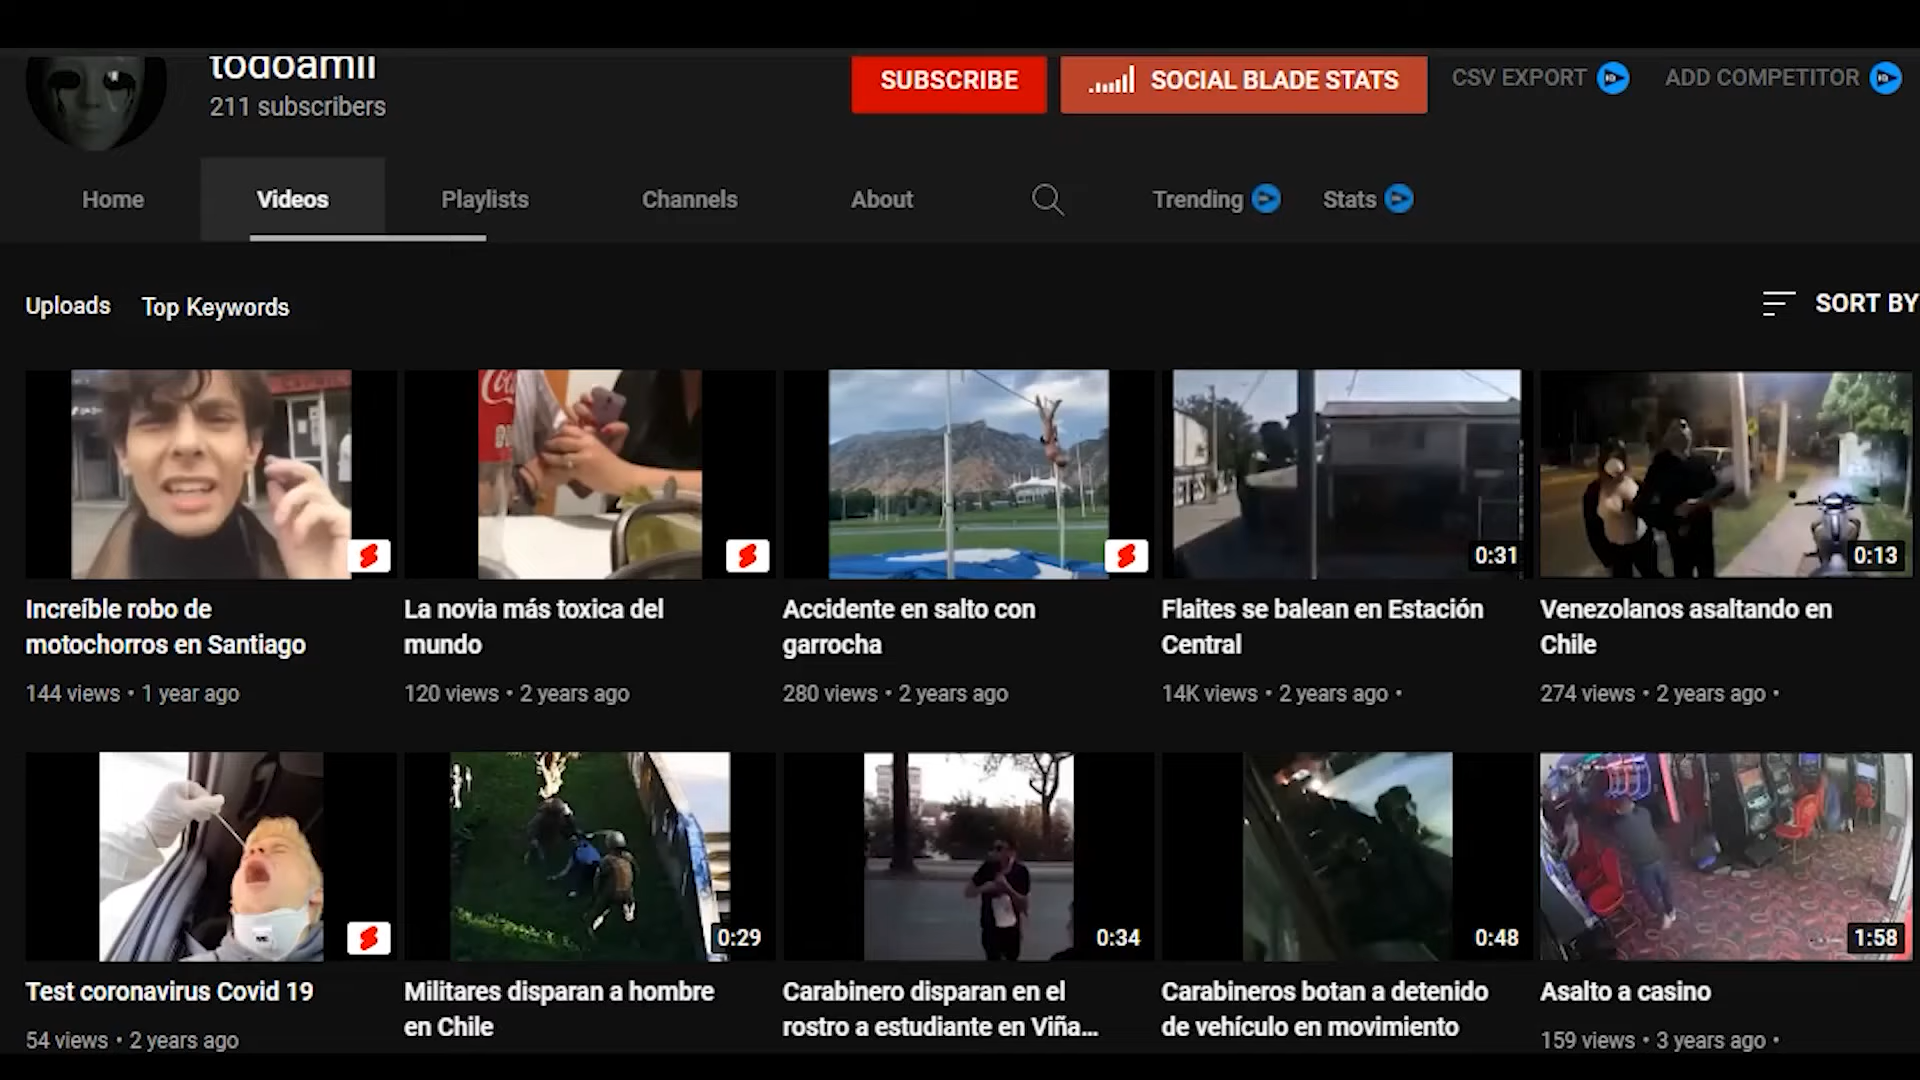 todoamil
211 subscribers
SUBSCRIBE
SOCIAL BLADE STATS
CSV EXPORT
ADD COMPETITOR
Home
Videos
Playlists
Channels
About
Trending
Stats
Uploads
Top Keywords
SORT BY
0:31
0:13
Increíble robo de
motochorros en Santiago
144 views • 1 year ago
La novia más toxica del
mundo
120 views • 2 years ago
Accidente en salto con
garrocha
280 views • 2 years ago
Flaites se balean en Estación
Central
14K views • 2 years ago •
Venezolanos asaltando en
Chile
274 views • 2 years ago •
0:29
0:34
0:48
1:58
Test coronavirus Covid 19
54 views • 2 years ago
Militares disparan a hombre
en Chile
Carabinero disparan en el
rostro a estudiante en Viña...
Carabineros botan a detenido
de vehículo en movimiento
Asalto a casino
159 views • 3 years ago •